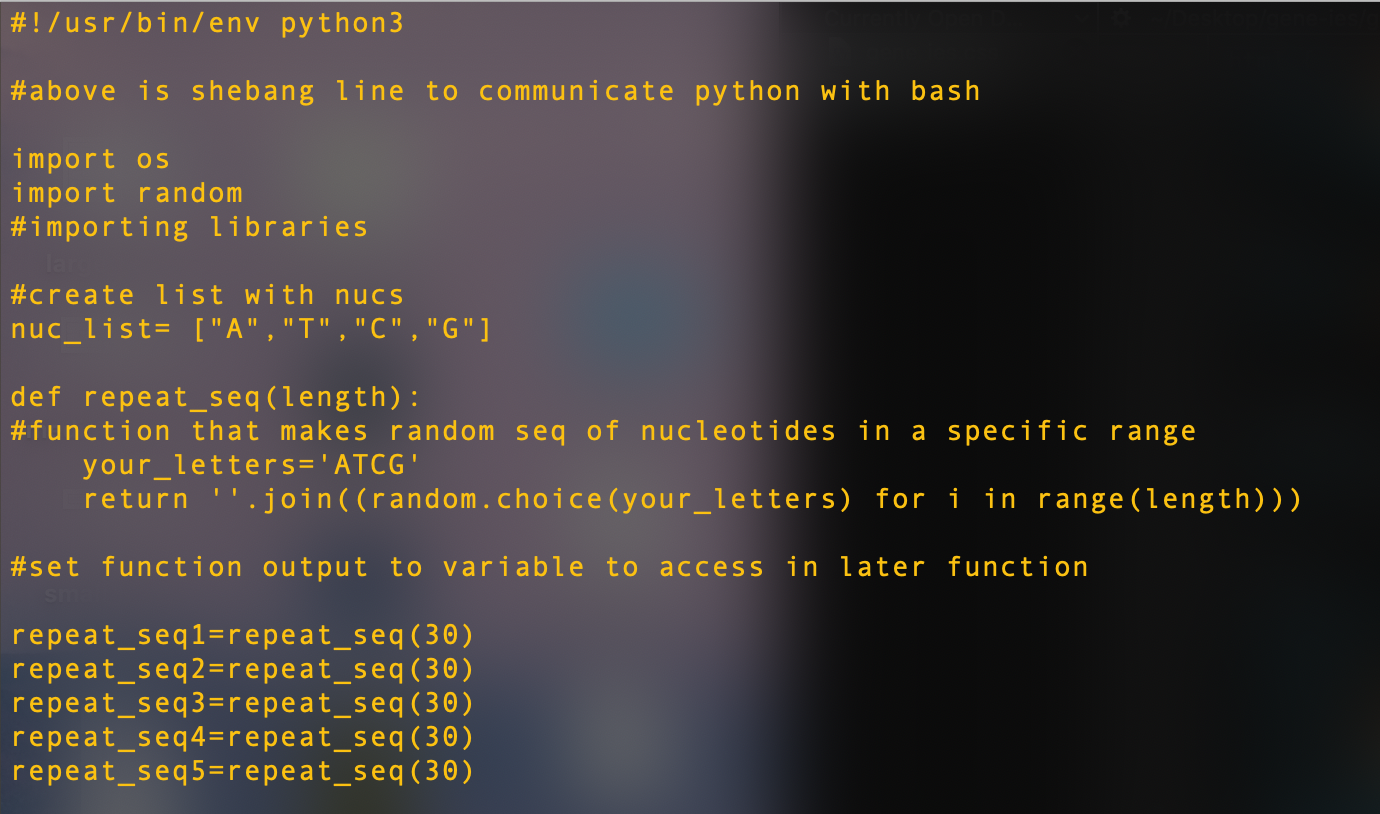 #!/usr/bin/env python3
#above is shebang line to communicate python with bash
import os
import random
#importing libraries
#create list with nucs
nuc_list= ["A","T","C","G"]
def repeat_seq(length):
#function that makes random seq of nucleotides in a specific range
    your_letters='ATCG'
    return ''.join((random.choice(your_letters) for i in range(length)))
#set function output to variable to access in later function
repeat_seq1=repeat_seq(30)
repeat_seq2=repeat_seq(30)
repeat_seq3=repeat_seq(30)
repeat_seq4=repeat_seq(30)
repeat_seq5=repeat_seq(30)